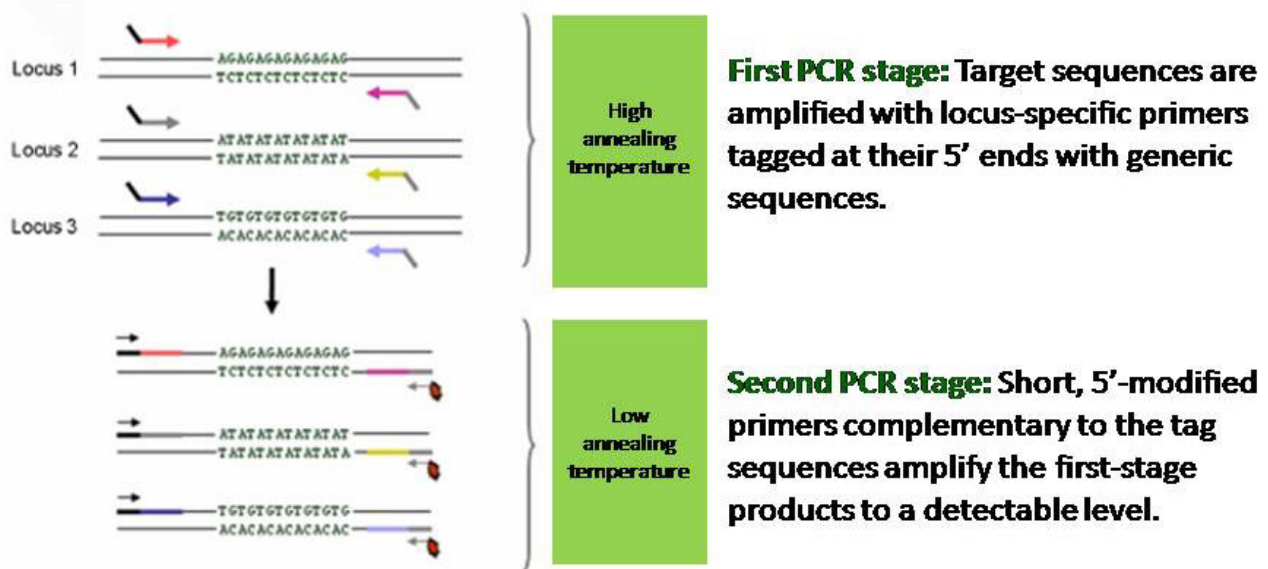 Locus 1
AGAGAGAGAGAGAG
TCTCTCTCTCTCTC
Locus 2
ATATATATATATAT
TATATATATATATA
Locus 3
TGTGTGTGTGTGTG
ACACACACACACAC
High
annealing
temperature
First PCR stage: Target sequences are
amplified with locus-specific primers
tagged at their 5’ ends with generic
sequences.
AGAGAGAGAGAGAG
TCTCTCTCTCTCTC
ATATATATATATAT
TATATATATATATA
TGTGTGTGTGTGTG
ACACACACACACAC
Low
annealing
temperature
Second PCR stage: Short, 5’-modified
primers complementary to the tag
sequences amplify the first-stage
products to a detectable level.